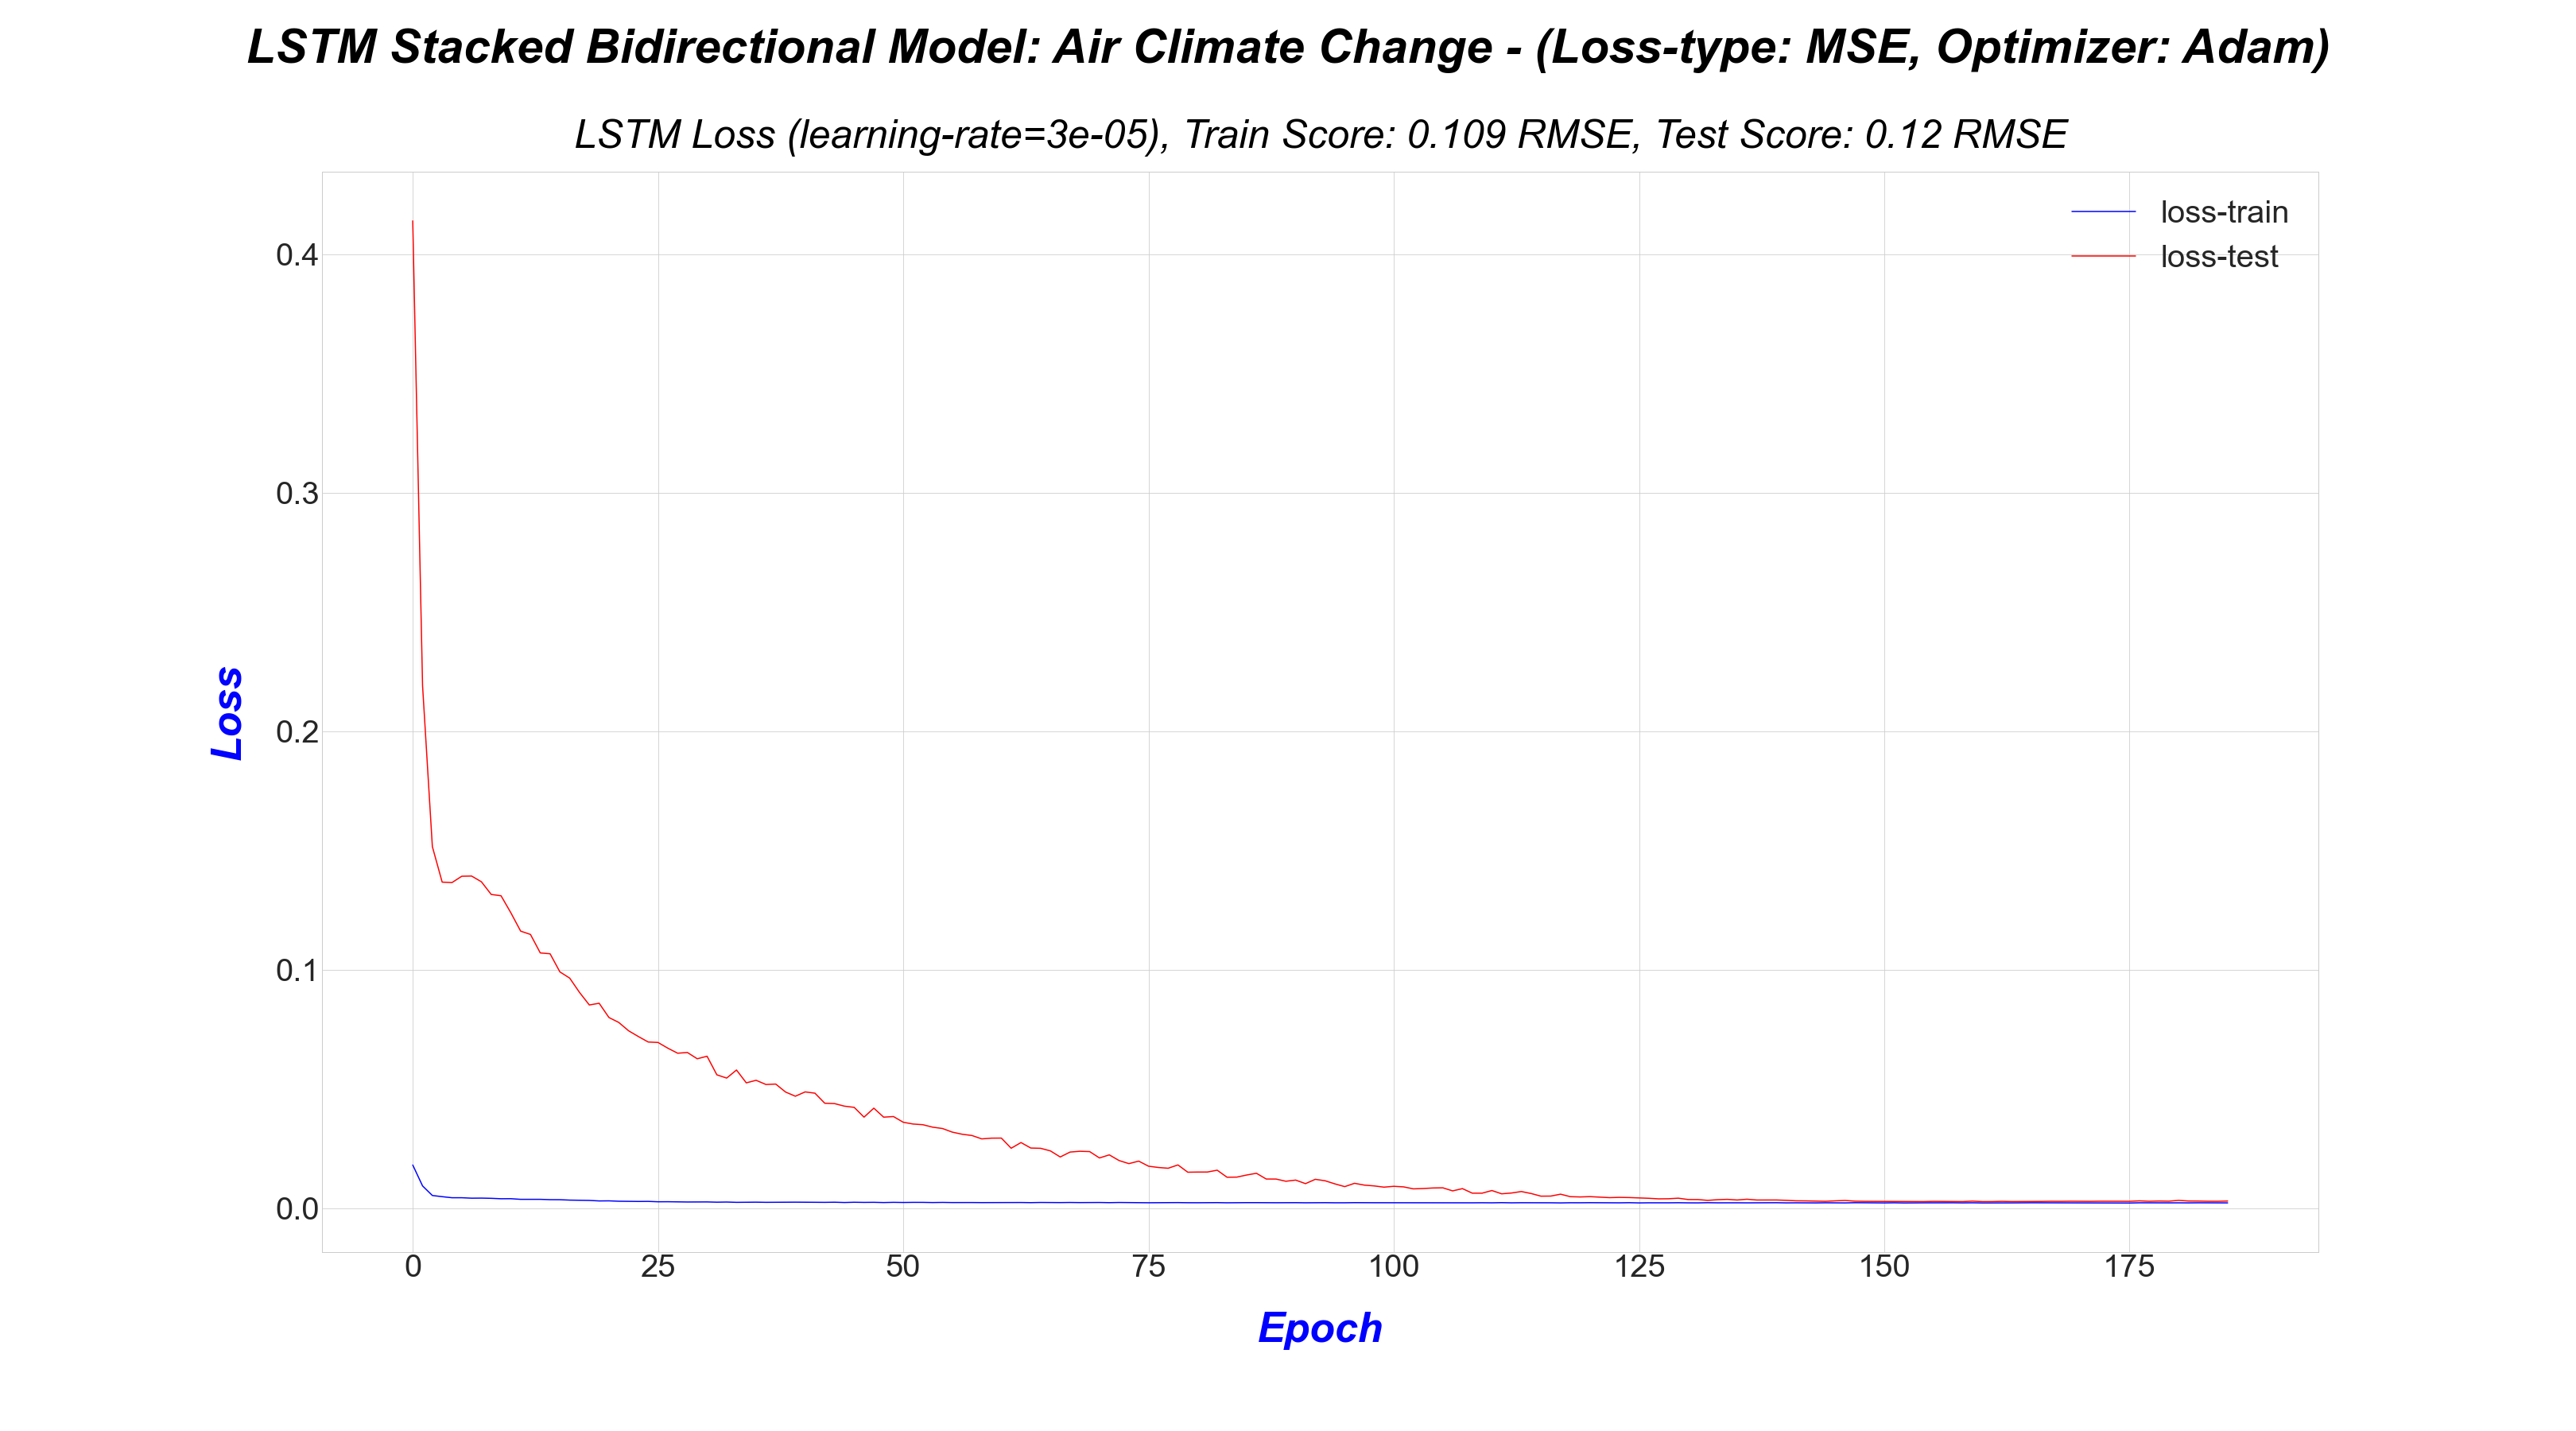 LSTM Stacked Bidirectional Model: Air Climate Change - (Loss-type: MSE, Optimizer: Adam)
LSTM Loss (learning-rate=3e-05), Train Score: 0.109 RMSE, Test Score: 0.12 RMSE
loss-train
loss-test
0.4
0.3
0.2
0.1
0.0
Loss
0 25 50 75 100 125 150 175
Epoch